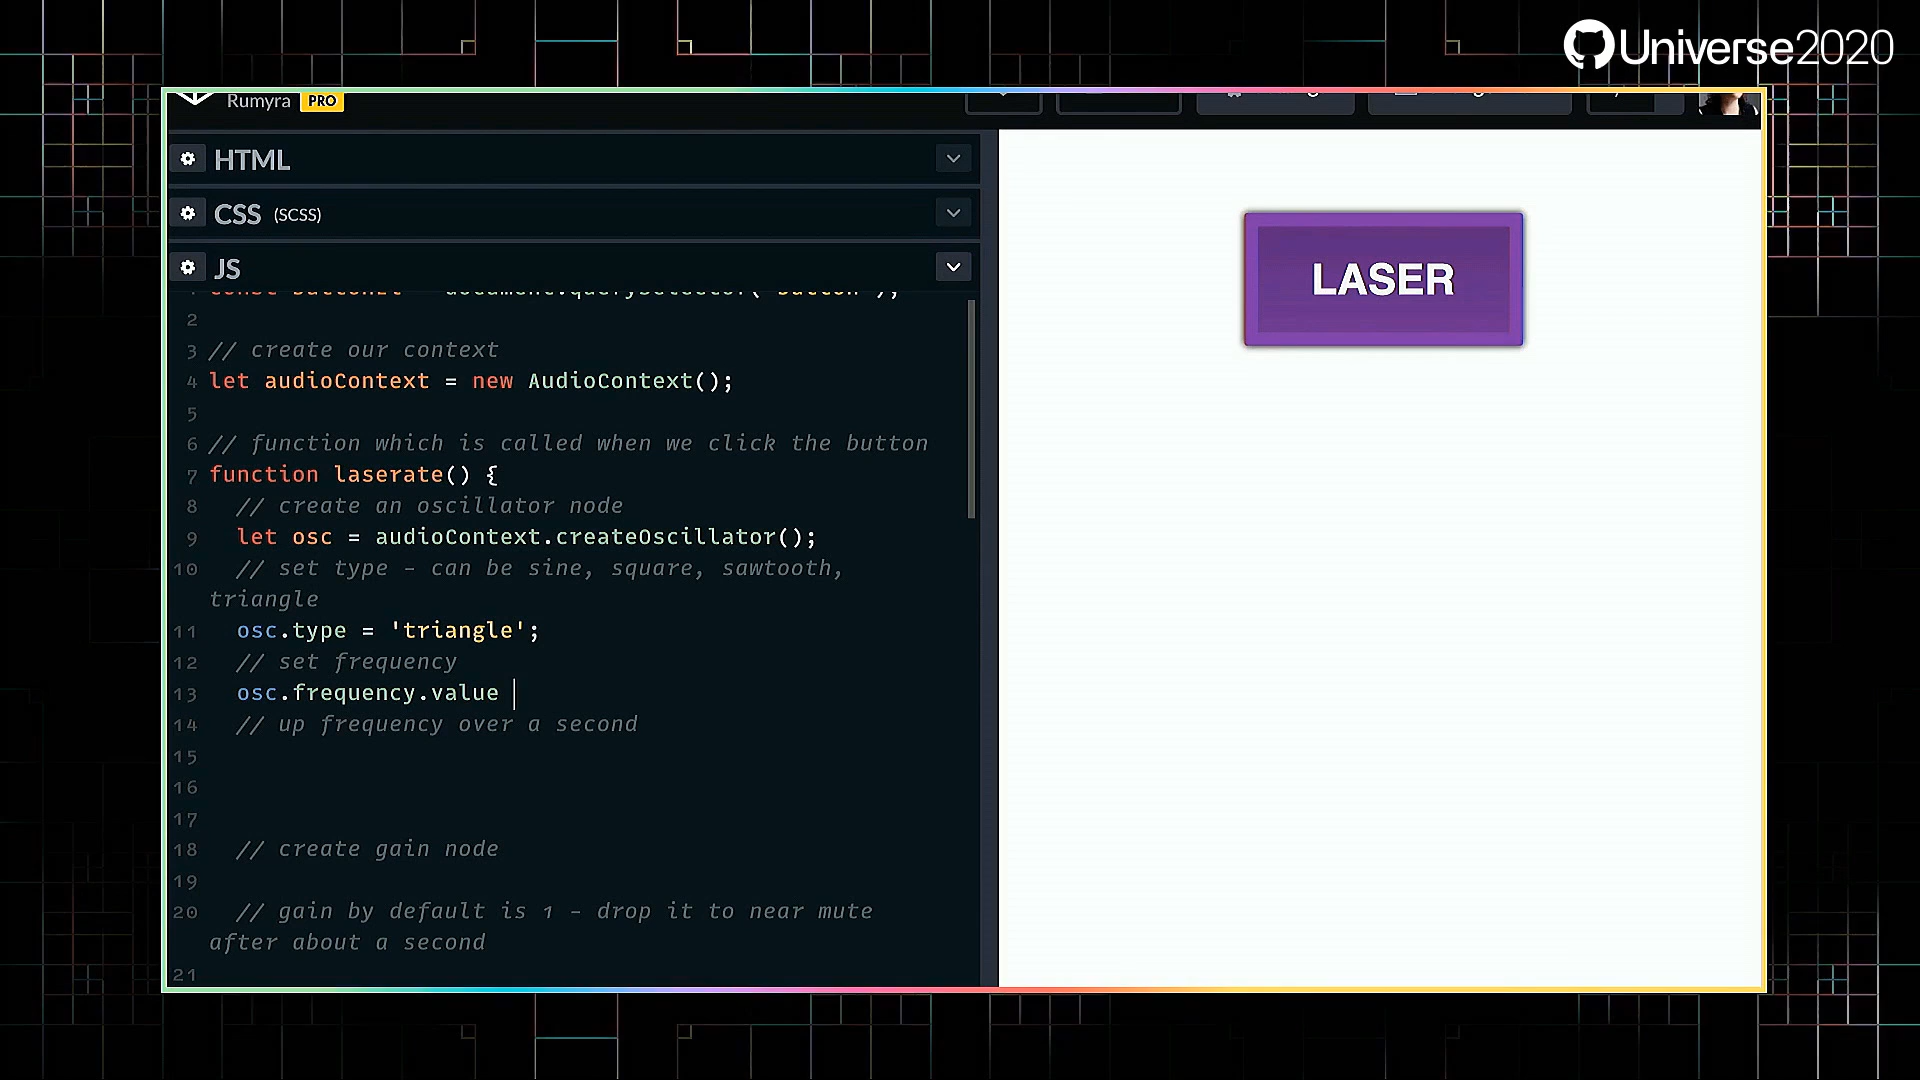 Universe2020
Rumyra PRO
HTML
CSS (SCSS)
JS
2
3 // create our context
4 let audioContext = new AudioContext();
5
6 // function which is called when we click the button
7 function laserate() {
8 // create an oscillator node
9 let osc = audioContext.createOscillator();
10 // set type - can be sine, square, sawtooth,
triangle
11 osc.type = 'triangle';
12 // set frequency
13 osc.frequency.value
14 // up frequency over a second
15
16
17
18 // create gain node
19
20 // gain by default is 1 - drop it to near mute
after about a second
21
LASER